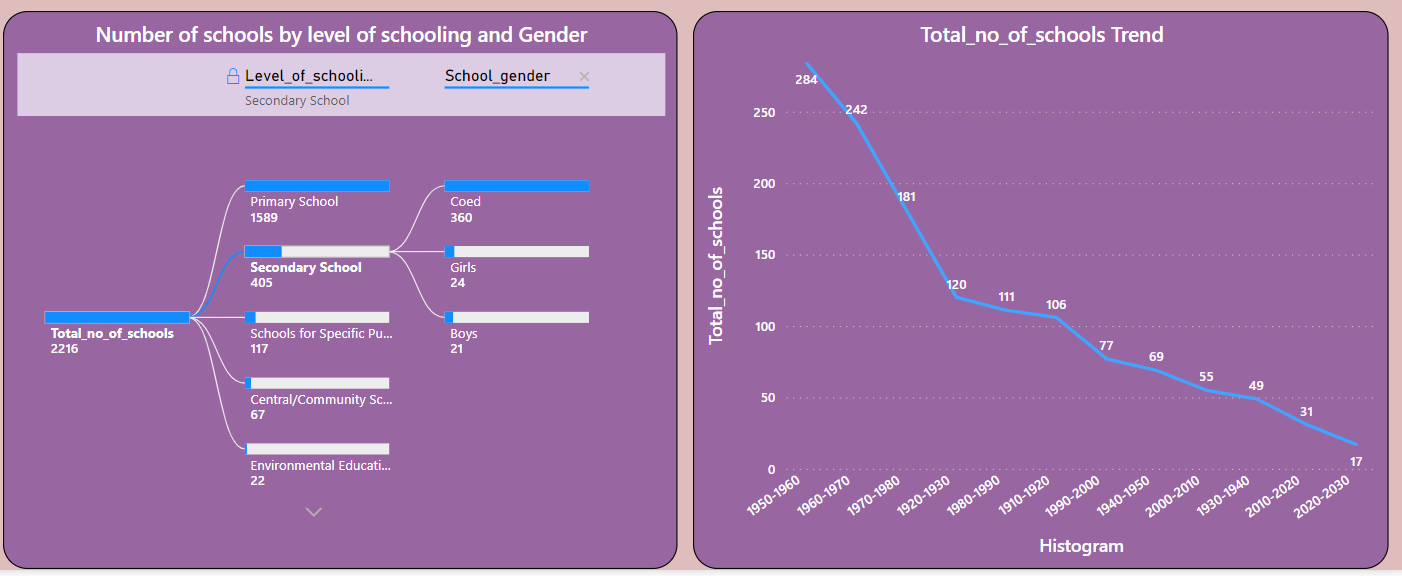 Number of schools by level of schooling and Gender
Level_of_schooli...
School_gender
Secondary School
Primary School
1589
Secondary School
405
Schools for Specific Pu...
117
Central/Community Sc...
67
Environmental Educati...
22
Total_no_of_schools
2216
Coed
360
Girls
24
Boys
21
Total_no_of_schools Trend
Total_no_of_schools
250
200
150
100
50
0
284
242
181
120
111
106
77
69
55
49
31
17
1950-1960
1960-1970
1970-1980
1920-1930
1980-1990
1910-1920
1990-2000
1940-1950
2000-2010
1930-1940
2010-2020
2020-2030
Histogram